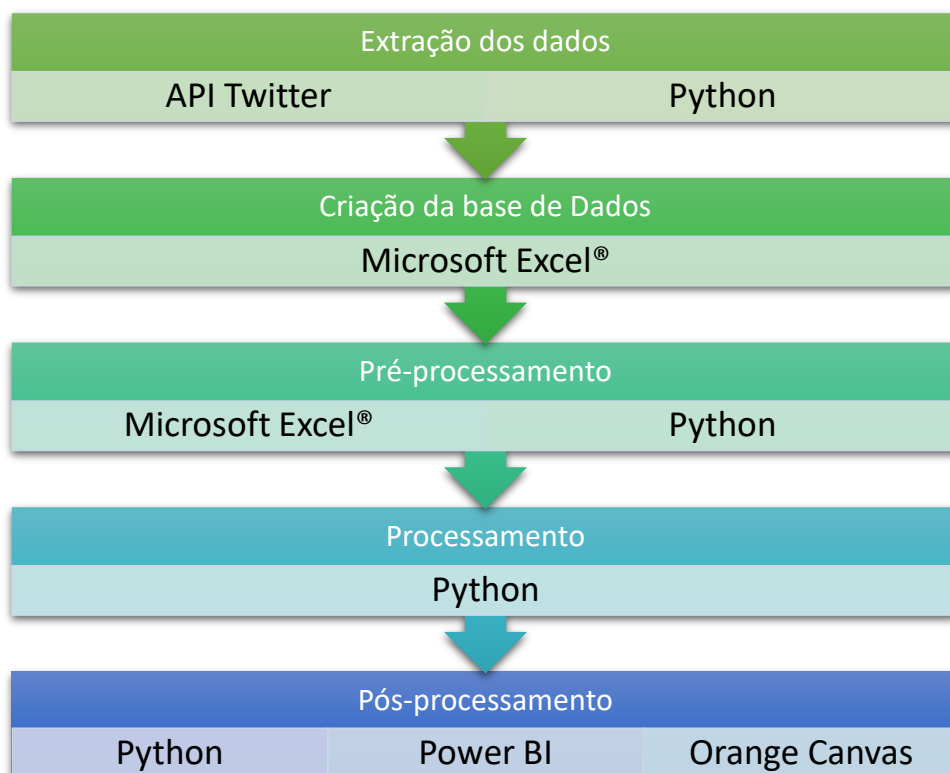 Extração dos dados
API Twitter Python
Criação da base de Dados
Microsoft Excel®
Pré-processamento
Microsoft Excel® Python
Processamento
Python
Pós-processamento
Python Power BI Orange Canvas